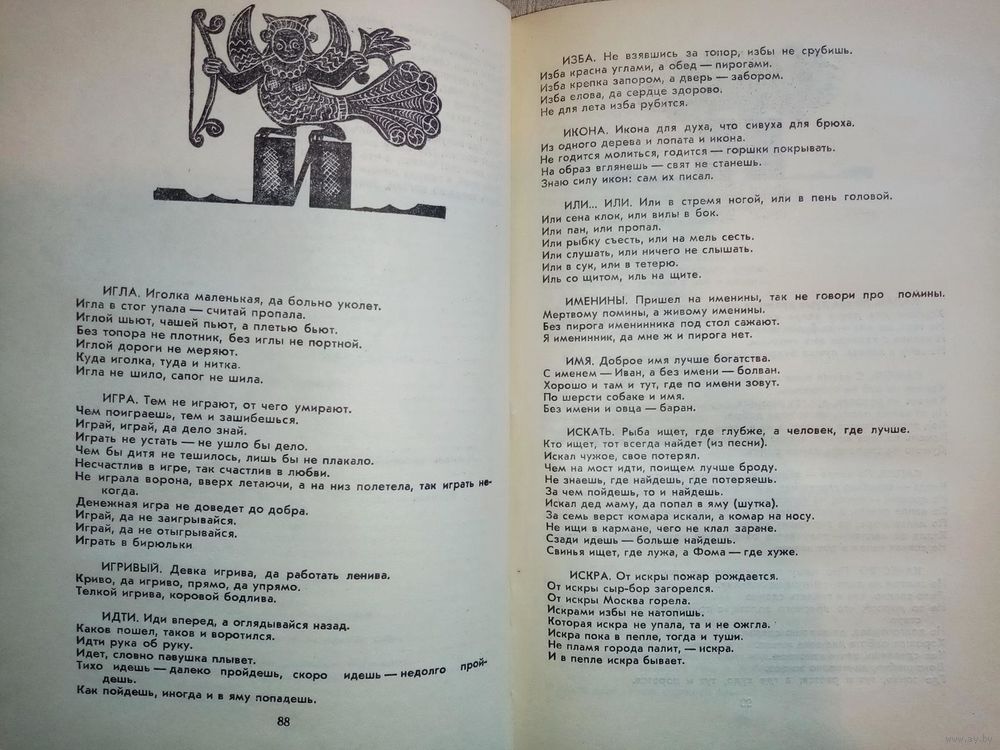 И
ИГЛА. Иголка маленькая, да больно уколет.
Игла в стог упала — считай пропала.
Иглой шьют, чашей пьют, а плетью бьют.
Без топора не плотник, без иглы не портной.
Иглой дороги не меряют.
Куда иголка, туда и нитка.
Игла не шило, сапог не шила.
ИГРА. Тем не играют, от чего умирают.
Чем поиграешь, тем и зашибешься.
Играй, играй, да дело знай.
Играть не устать — не ушло бы дело.
Чем бы дитя не тешилось, лишь бы не плакало.
Несчастлив в игре, так счастлив в любви.
Не играла ворона, вверх летаючи, а на низ полетела, так играть не-
когда.
Денежная игра не доведет до добра.
Играй, да не заигрывайся.
Играй, да не отыгрывайся.
Играть в бирюльки
ИГРИВЫЙ. Девка игрива, да работать ленива.
Криво, да игриво, прямо, да упрямо.
Телкой игрива, коровой бодлива.
ИДТИ. Иди вперед, а оглядывайся назад.
Каков пошел, таков и воротился.
Идти рука об руку.
Идет, словно павушка плывет.
Тихо идешь — далеко пройдешь, скоро идешь — недолго прой-
дешь.
Как пойдешь, иногда и в яму попадешь.
88
ИЗБА. Не взявшись за топор, избы не срубишь.
Изба красна углами, а обед — пирогами.
Изба крепка запором, а дверь — забором.
Изба елова, да сердце здорово.
Не для лета изба рубится.
ИКОНА. Икона для духа, что сивуха для брюха.
Из одного дерева и лопата и икона.
Не годится молиться, годится — горшки покрывать.
На образ вглянешь — свят не станешь.
Знаю силу икон: сам их писал.
ИЛИ... ИЛИ. Или в стремя ногой, или в пень головой.
Или сена клок, или вилы в бок.
Или пан, или пропал.
Или рыбку съесть, или на мель сесть.
Или слушать, или ничего не слышать.
Или в сук, или в тетерю.
Иль со щитом, иль на щите.
ИМЕНИНЫ. Пришел на именины, так не говори про помины.
Мертвому помины, а живому именины.
Без пирога именинника под стол сажают.
Я именинник, да мне ж и пирога нет.
ИМЯ. Доброе имя лучше богатства.
С именем — Иван, а без имени — болван.
Хорошо и там и тут, где по имени зовут.
По шерсти собаке и имя.
Без имени и овца — баран.
ИСКАТЬ. Рыба ищет, где глубже, а человек, где лучше.
Кто ищет, тот всегда найдет (из песни).
Искал чужое, свое потерял.
Чем на мост идти, поищем лучше броду.
Не знаешь, где найдешь, где потеряешь.
За чем пойдешь, то и найдешь.
Искал дед маму, да попал в яму (шутка).
За семь верст комара искали, а комар на носу.
Не ищи в кармане, чего не клал заране.
Сзади идешь — больше найдешь.
Свинья ищет, где лужа, а Фома — где хуже.
ИСКРА. От искры пожар рождается.
От искры сыр-бор загорелся.
От искры Москва горела.
Искрами избы не натопишь.
Которая искра не упала, та и не ожгла.
Искра пока в пепле, тогда и туши.
Не пламя города палит, — искра.
И в пепле искра бывает.
www.ay.by